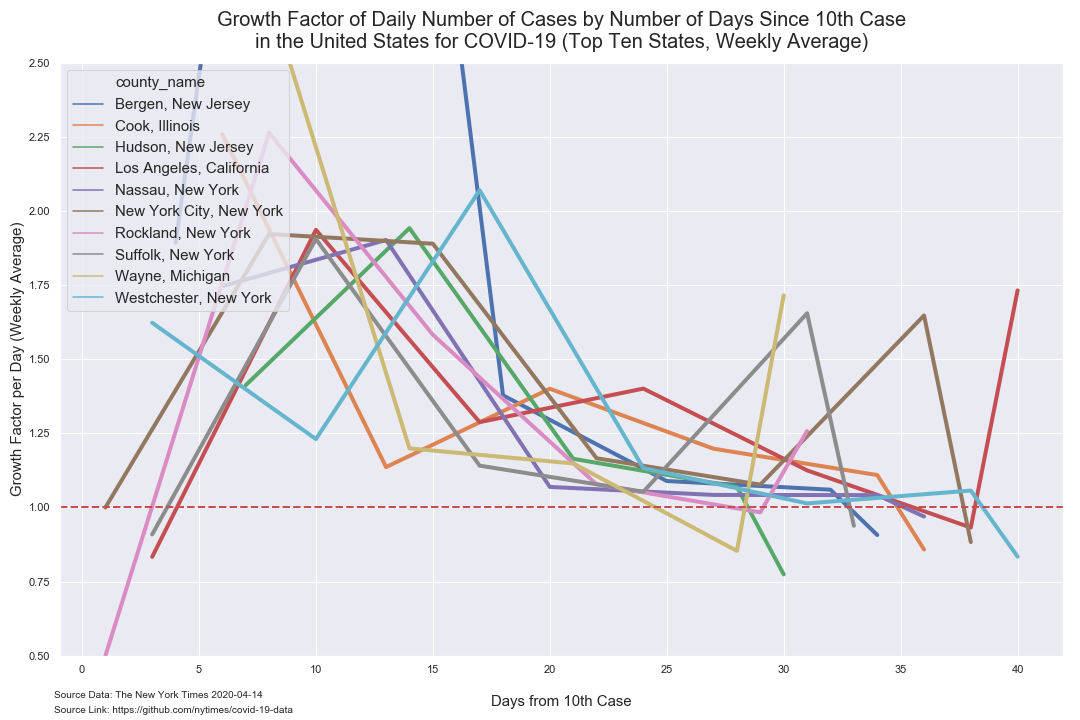 Growth Factor of Daily Number of Cases by Number of Days Since 10th Case
in the United States for COVID-19 (Top Ten States, Weekly Average)
Growth Factor per Day (Weekly Average)
2.50
2.25
2.00
1.75
1.50
1.25
1.00
0.75
0.50
county_name
Bergen, New Jersey
Cook, Illinois
Hudson, New Jersey
Los Angeles, California
Nassau, New York
New York City, New York
Rockland, New York
Suffolk, New York
Wayne, Michigan
Westchester, New York
0 5 10 15 20 25 30 35 40
Days from 10th Case
Source Data: The New York Times 2020-04-14
Source Link: https://github.com/nytimes/covid-19-data